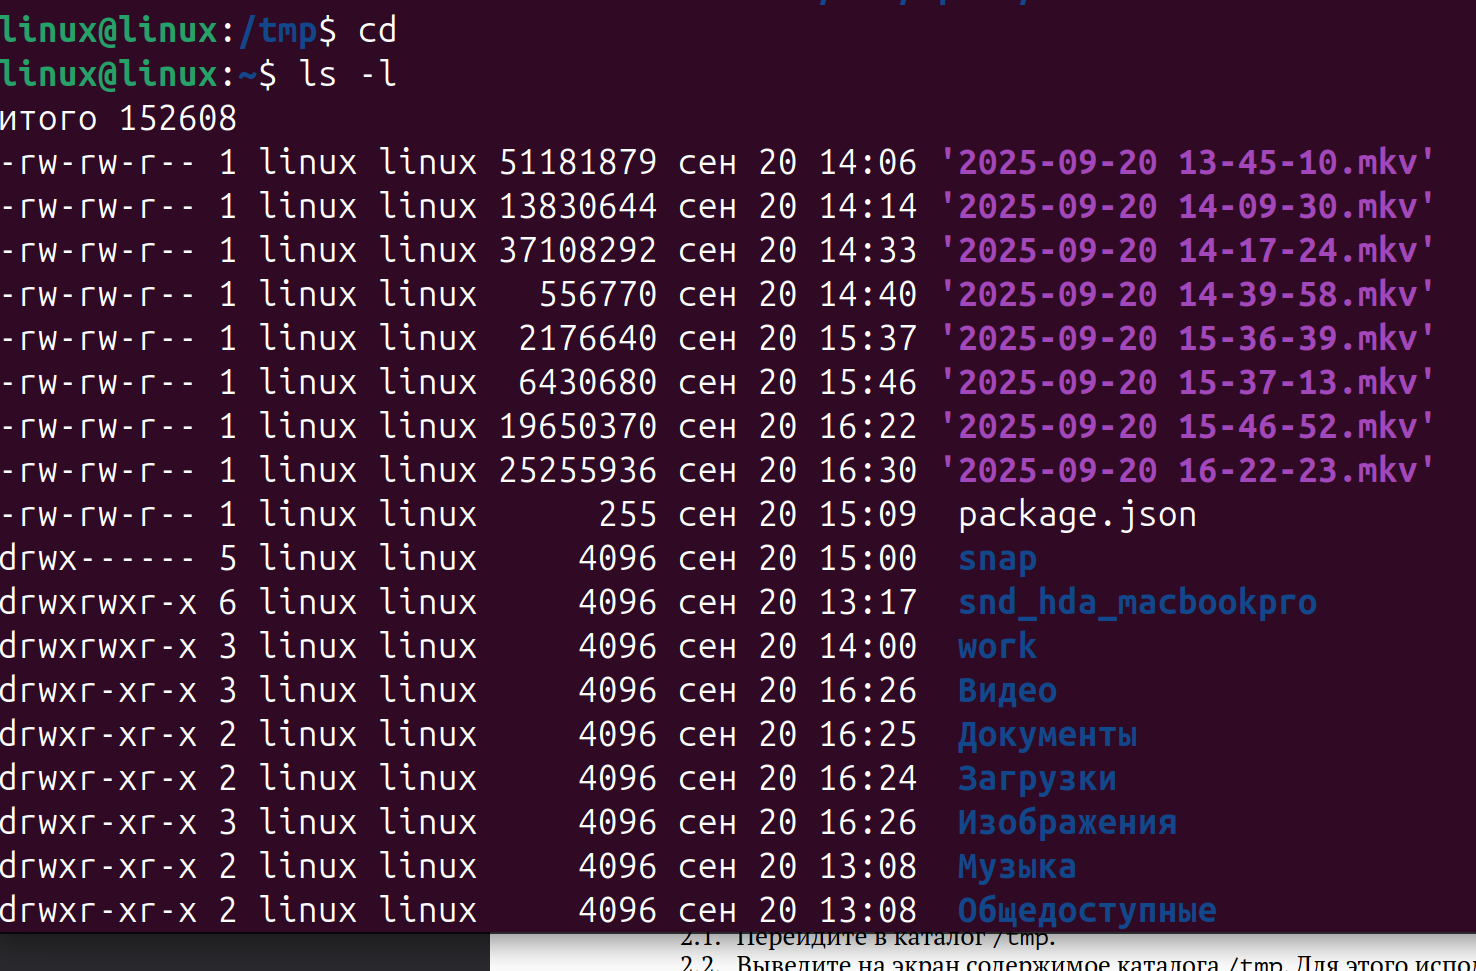 linux@linux:/tmp$ cd
linux@linux:~$ ls -l
итого 152608
-rw-rw-r-- 1 linux linux 51181879 сен 20 14:06 '2025-09-20 13-45-10.mkv'
-rw-rw-r-- 1 linux linux 13830644 сен 20 14:14 '2025-09-20 14-09-30.mkv'
-rw-rw-r-- 1 linux linux 37108292 сен 20 14:33 '2025-09-20 14-17-24.mkv'
-rw-rw-r-- 1 linux linux 556770 сен 20 14:40 '2025-09-20 14-39-58.mkv'
-rw-rw-r-- 1 linux linux 2176640 сен 20 15:37 '2025-09-20 15-36-39.mkv'
-rw-rw-r-- 1 linux linux 6430680 сен 20 15:46 '2025-09-20 15-37-13.mkv'
-rw-rw-r-- 1 linux linux 19650370 сен 20 16:22 '2025-09-20 15-46-52.mkv'
-rw-rw-r-- 1 linux linux 25255936 сен 20 16:30 '2025-09-20 16-22-23.mkv'
-rw-rw-r-- 1 linux linux 255 сен 20 15:09 package.json
drwx------ 5 linux linux 4096 сен 20 15:00 snap
drwxrwxr-x 6 linux linux 4096 сен 20 13:17 snd_hda_macbookpro
drwxrwxr-x 3 linux linux 4096 сен 20 14:00 work
drwxr-xr-x 3 linux linux 4096 сен 20 16:26 Видео
drwxr-xr-x 2 linux linux 4096 сен 20 16:25 Документы
drwxr-xr-x 2 linux linux 4096 сен 20 16:24 Загрузки
drwxr-xr-x 3 linux linux 4096 сен 20 16:26 Изображения
drwxr-xr-x 2 linux linux 4096 сен 20 13:08 Музыка
drwxr-xr-x 2 linux linux 4096 сен 20 13:08 Общедоступные
2.1. Перейдите в каталог /tmp.
2.2. Выведите на экран содержимое каталога /tmp. Для этого